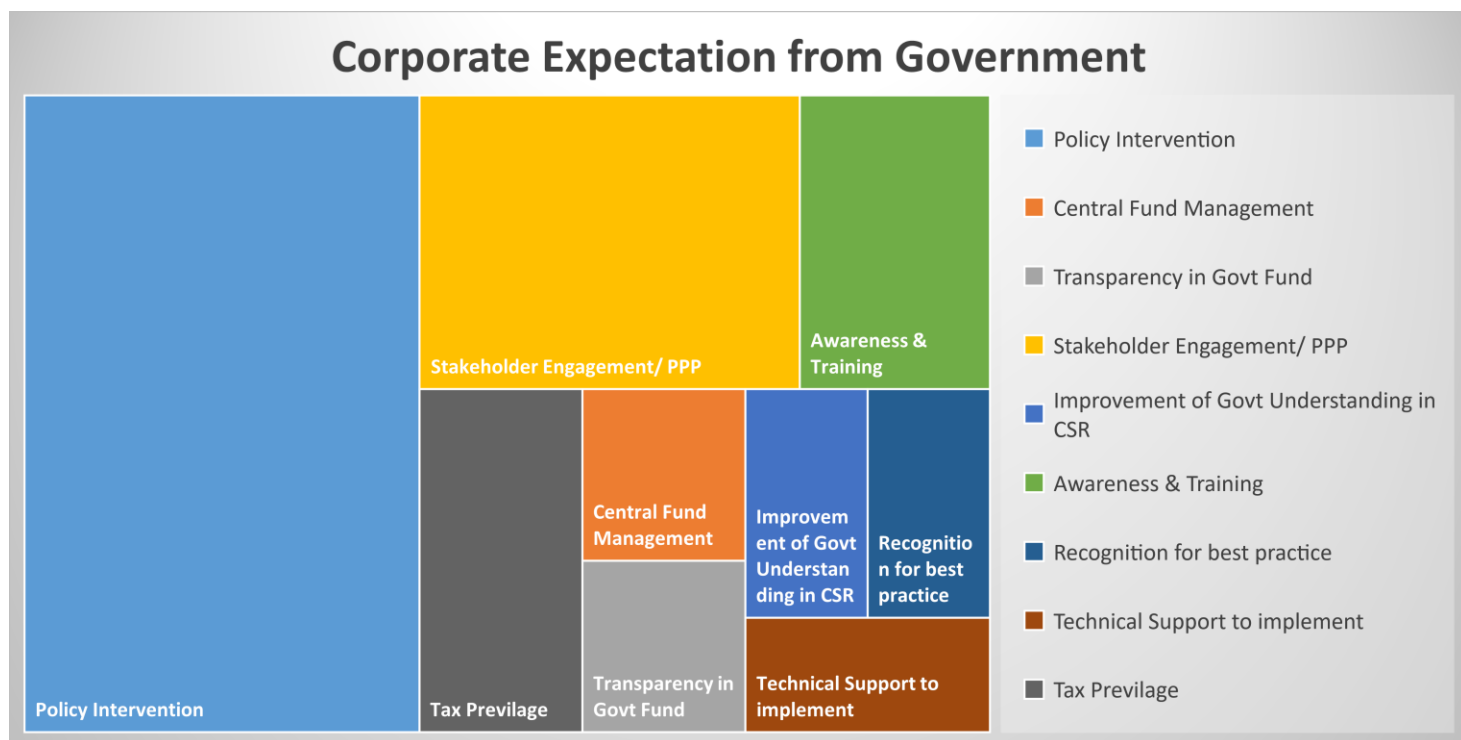 Corporate Expectation from Government
Stakeholder Engagement/ PPP
Awareness &
Training
Policy Intervention
Tax Previlage
Central Fund
Management
Transparency in
Govt Fund
Improvem
ent of Govt
Understan
ding in CSR
Recognitio
n for best
practice
Technical Support to
implement
Policy Intervention
Central Fund Management
Transparency in Govt Fund
Stakeholder Engagement/ PPP
Improvement of Govt Understanding in
CSR
Awareness & Training
Recognition for best practice
Technical Support to implement
Tax Previlage